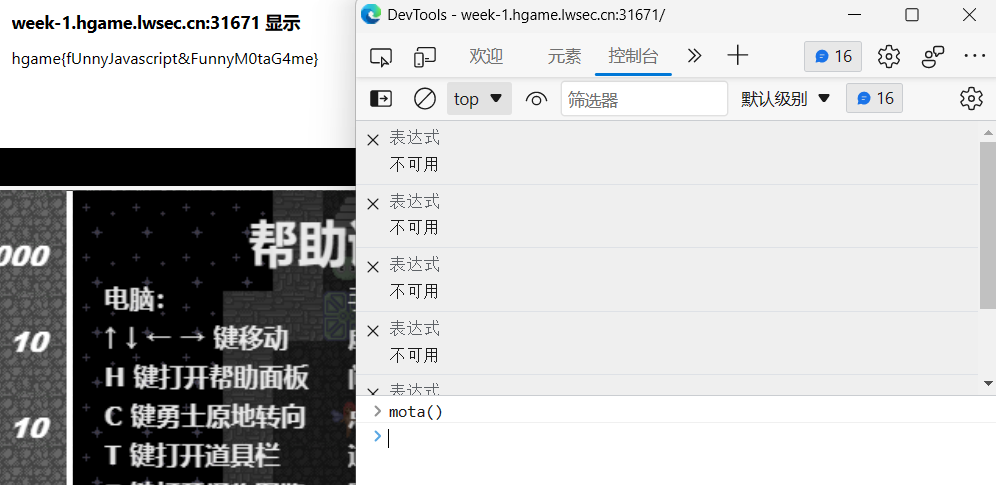 week-1.hgame.lwsec.cn:31671 显示
hgame{fUnnyJavascript&FunnyM0taG4me}
000
10
10
帮助
电脑:
↑ ↓ ← → 键移动
H 键打开帮助面板
C 键勇士原地转向
T 键打开道具栏
DevTools - week-1.hgame.lwsec.cn:31671/
欢迎 元素 控制台 16
top 筛选器 默认级别 16
表达式
不可用
表达式
不可用
表达式
不可用
表达式
不可用
表达式
mota()